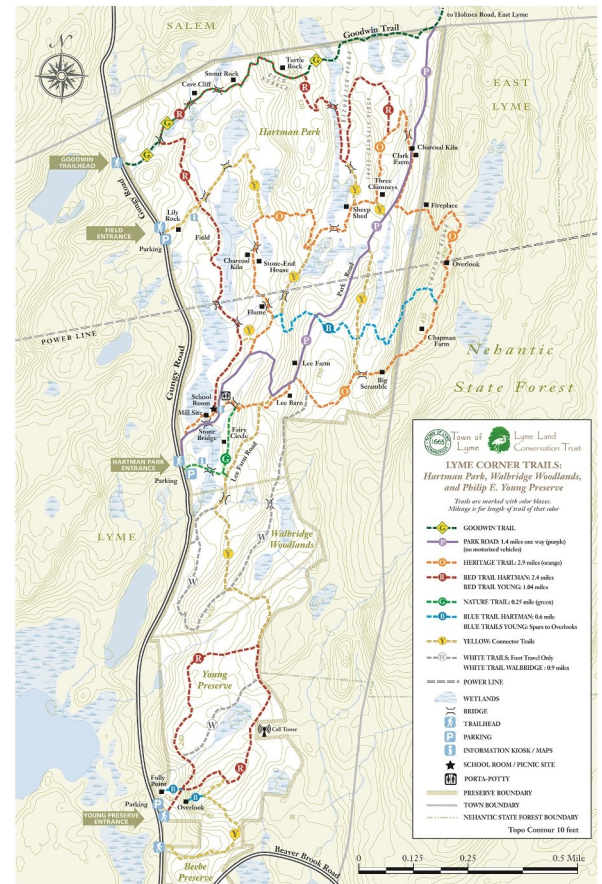 to Holmes Road, East Lyme
SALEM
Goodwin Trail
N
Turtle
Rock
G
Snout Rock
Cave Cliff
P
R
EAST
LYME
R
G
R
Hartman Park
Charcoal Kiln
Clark
Farm
O
G
GOODWIN
TRAILHEAD
R
Three
Chimneys
Gungy Road
Y
Y
Y
Fireplace
Sheep
Shed
Lily
Rock
O
P
FIELD
ENTRANCE
Field
Parking
O
Charcoal
Kiln
Stone-End
House
Overlook
Y
Park Road
Y
Flume
POWER LINE
B
Y
P
Chapman
Farm
Nehantic
State Forest
Gungy Road
Lee Farm
Big
Scramble
School
Room
O
Lee Barn
Mill Site
Stone
Bridge
Fairy
Circle
G
Lee Farm Road
HARTMAN PARK
ENTRANCE
Parking
P
LYME
W
Walbridge
Woodlands
Y
W
W
R
Young
Preserve
W
Cell Tower
R
Folly
Point
B
B
Overlook
Parking
P
YOUNG PRESERVE
ENTRANCE
Y
Beebe
Preserve
Beaver Brook Road
TOWN OF LYME
1665
Town of
Lyme
Lyme Land
Conservation Trust
LYME CORNER TRAILS:
Hartman Park, Walbridge Woodlands,
and Philip E. Young Preserve
Trails are marked with color blazes.
Mileage is for length of trail of that color
G GOODWIN TRAIL
P PARK ROAD: 1.4 miles one way (purple)
(no motorized vehicles)
O HERITAGE TRAIL: 2.9 miles (orange)
R RED TRAIL HARTMAN: 2.4 miles
RED TRAIL YOUNG: 1.04 miles
G NATURE TRAIL: 0.25 mile (green)
B BLUE TRAIL HARTMAN: 0.6 mile
BLUE TRAILS YOUNG: Spurs to Overlooks
Y YELLOW: Connector Trails
W WHITE TRAILS: Foot Travel Only
WHITE TRAIL WALBRIDGE : 0.9 miles
POWER LINE
WETLANDS
BRIDGE
TRAILHEAD
P PARKING
i INFORMATION KIOSK / MAPS
SCHOOL ROOM / PICNIC SITE
PORTA-POTTY
PRESERVE BOUNDARY
TOWN BOUNDARY
NEHANTIC STATE FOREST BOUNDARY
Topo Contour 10 feet
0 0.125 0.25 0.5 Mile